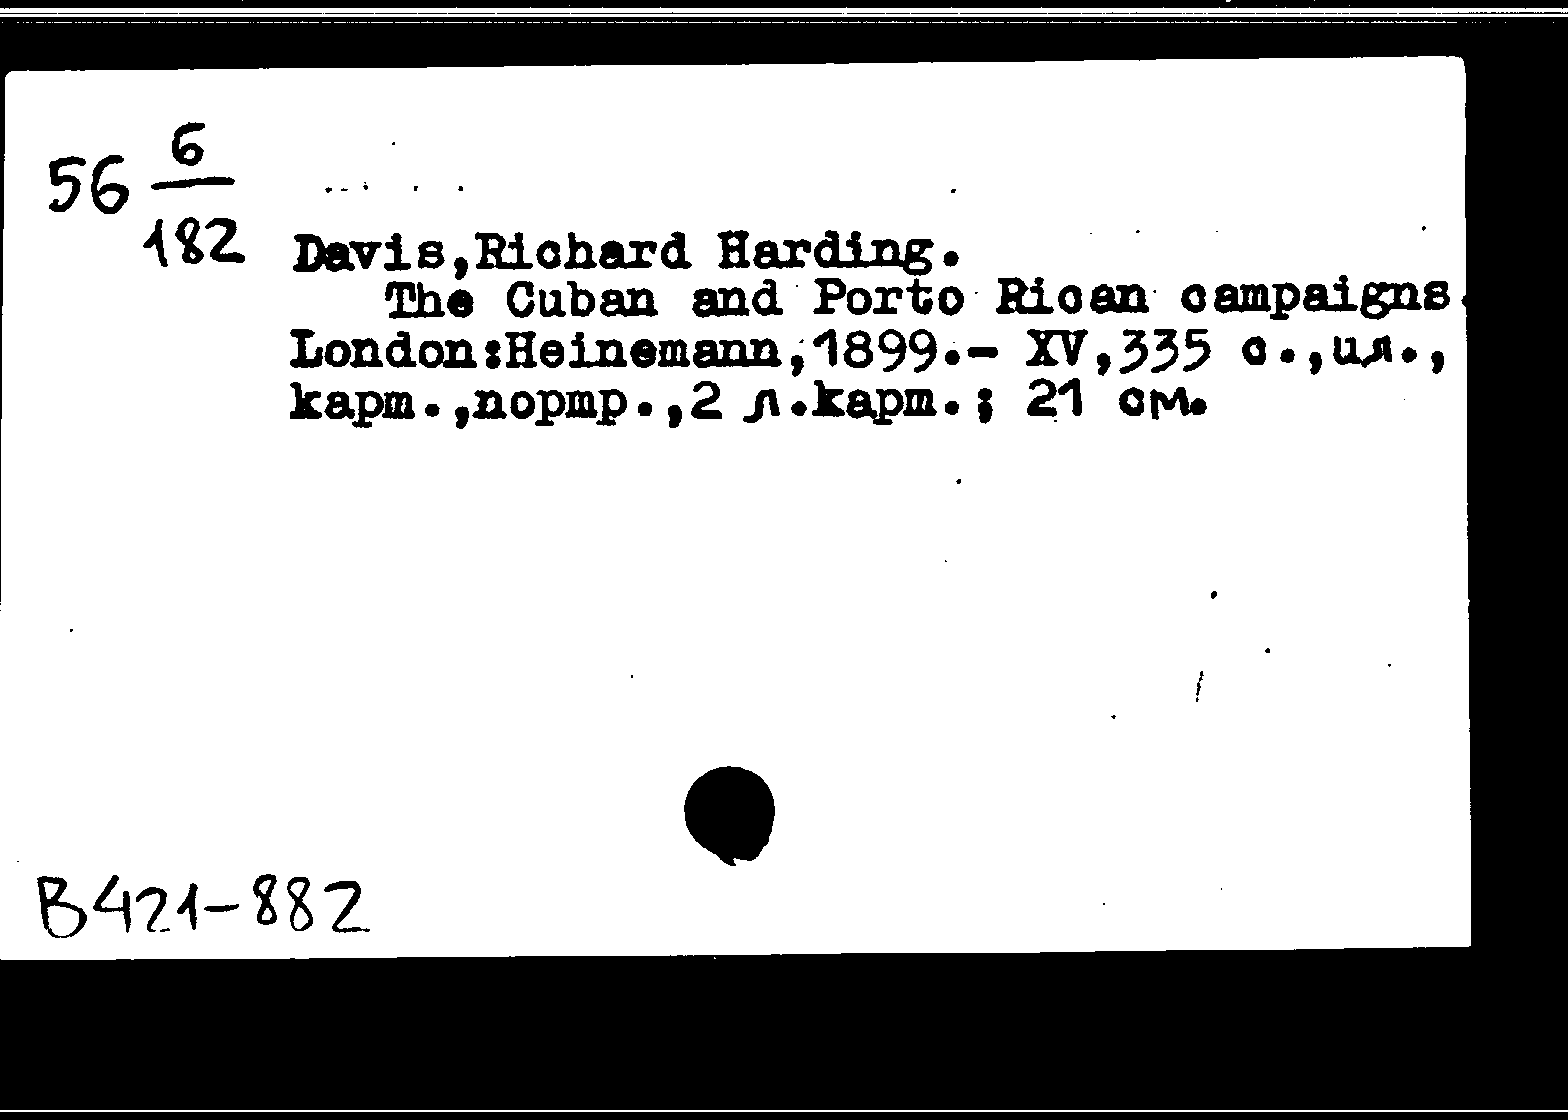 56 6
182
Davis,Richard Harding.
The Cuban and Porto Rican campaigns.
London:Heinemann,1899.- XV,335 с.,ил.,
карт.,портр.,2 л.карт.; 21 см.
В421-882